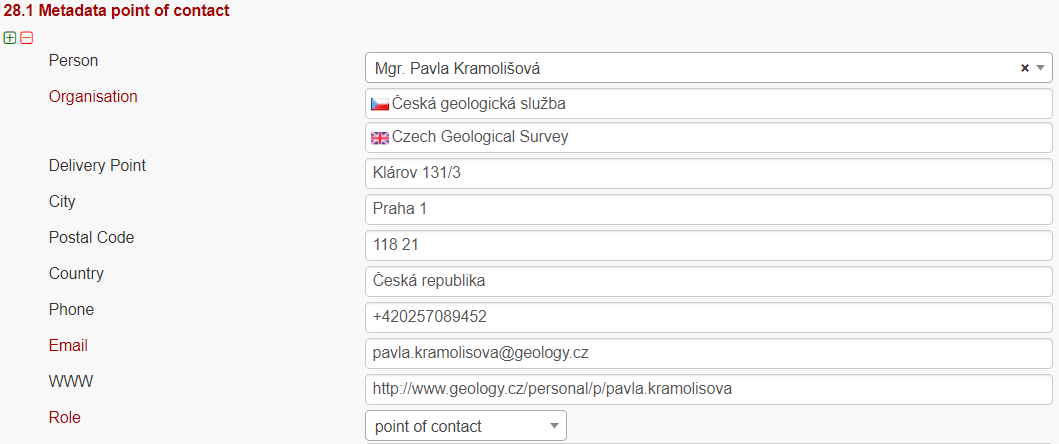 28.1 Metadata point of contact
Person
Mgr. Pavla Kramolišová
Organisation
Česká geologická služba
Czech Geological Survey
Delivery Point
Klárov 131/3
City
Praha 1
Postal Code
118 21
Country
Česká republika
Phone
+420257089452
Email
pavla.kramolisova@geology.cz
WWW
http://www.geology.cz/personal/p/pavla.kramolisova
Role
point of contact